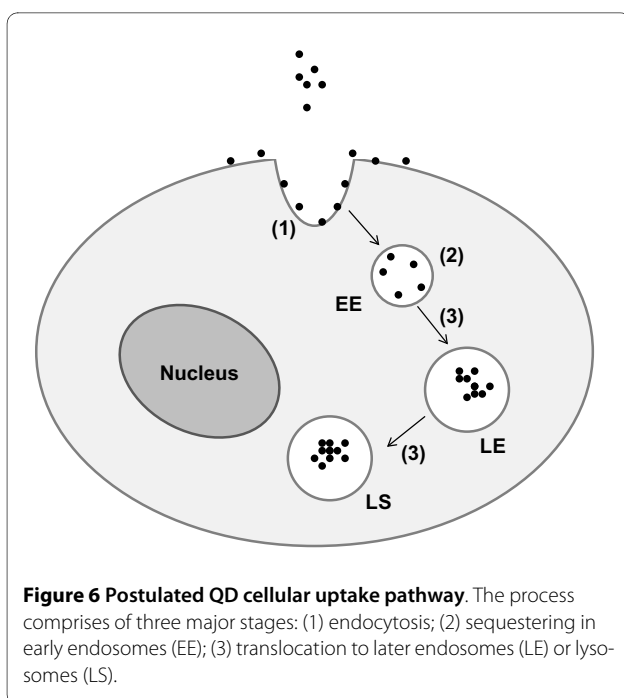 (1)
(2)
EE
(3)
Nucleus
LE
(3)
LS
Figure 6 Postulated QD cellular uptake pathway. The process
comprises of three major stages: (1) endocytosis; (2) sequestering in
early endosomes (EE); (3) translocation to later endosomes (LE) or lyso-
somes (LS).